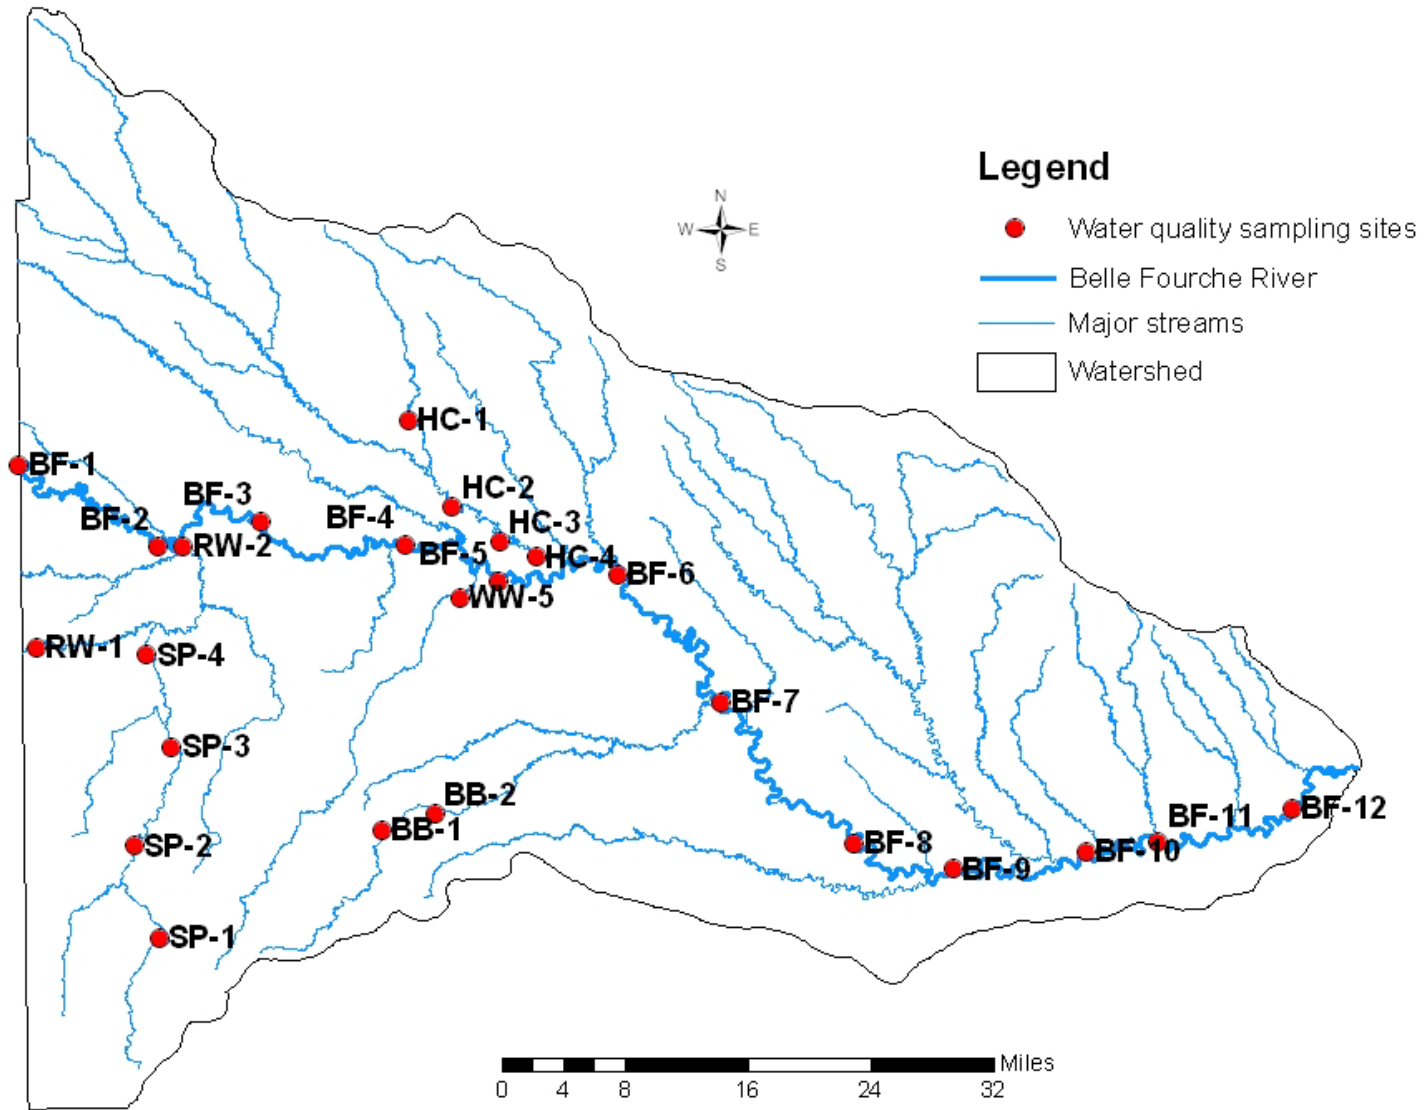 Legend
N
W E
S
Water quality sampling sites
Belle Fourche River
Major streams
Watershed
HC-1
BF-1
BF-3
HC-2
BF-2
BF-4
HC-3
RW-2
BF-5
HC-4
BF-6
WW-5
RW-1
SP-4
BF-7
SP-3
BB-2
BF-12
BF-11
BB-1
SP-2
BF-8
BF-10
BF-9
SP-1
Miles
0 4 8 16 24 32